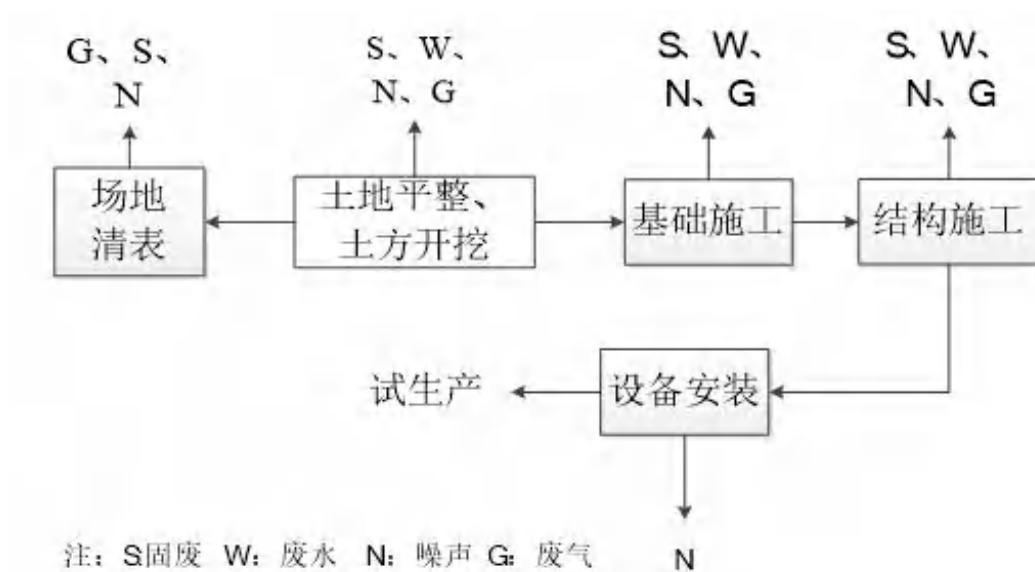 G、S、
N
S、W、
N、G
S、W、
N、G
S、W、
N、G
场地
清表
土地平整、
土方开挖
基础施工
结构施工
试生产
设备安装
注：S固废 W：废水 N：噪声 G：废气
N